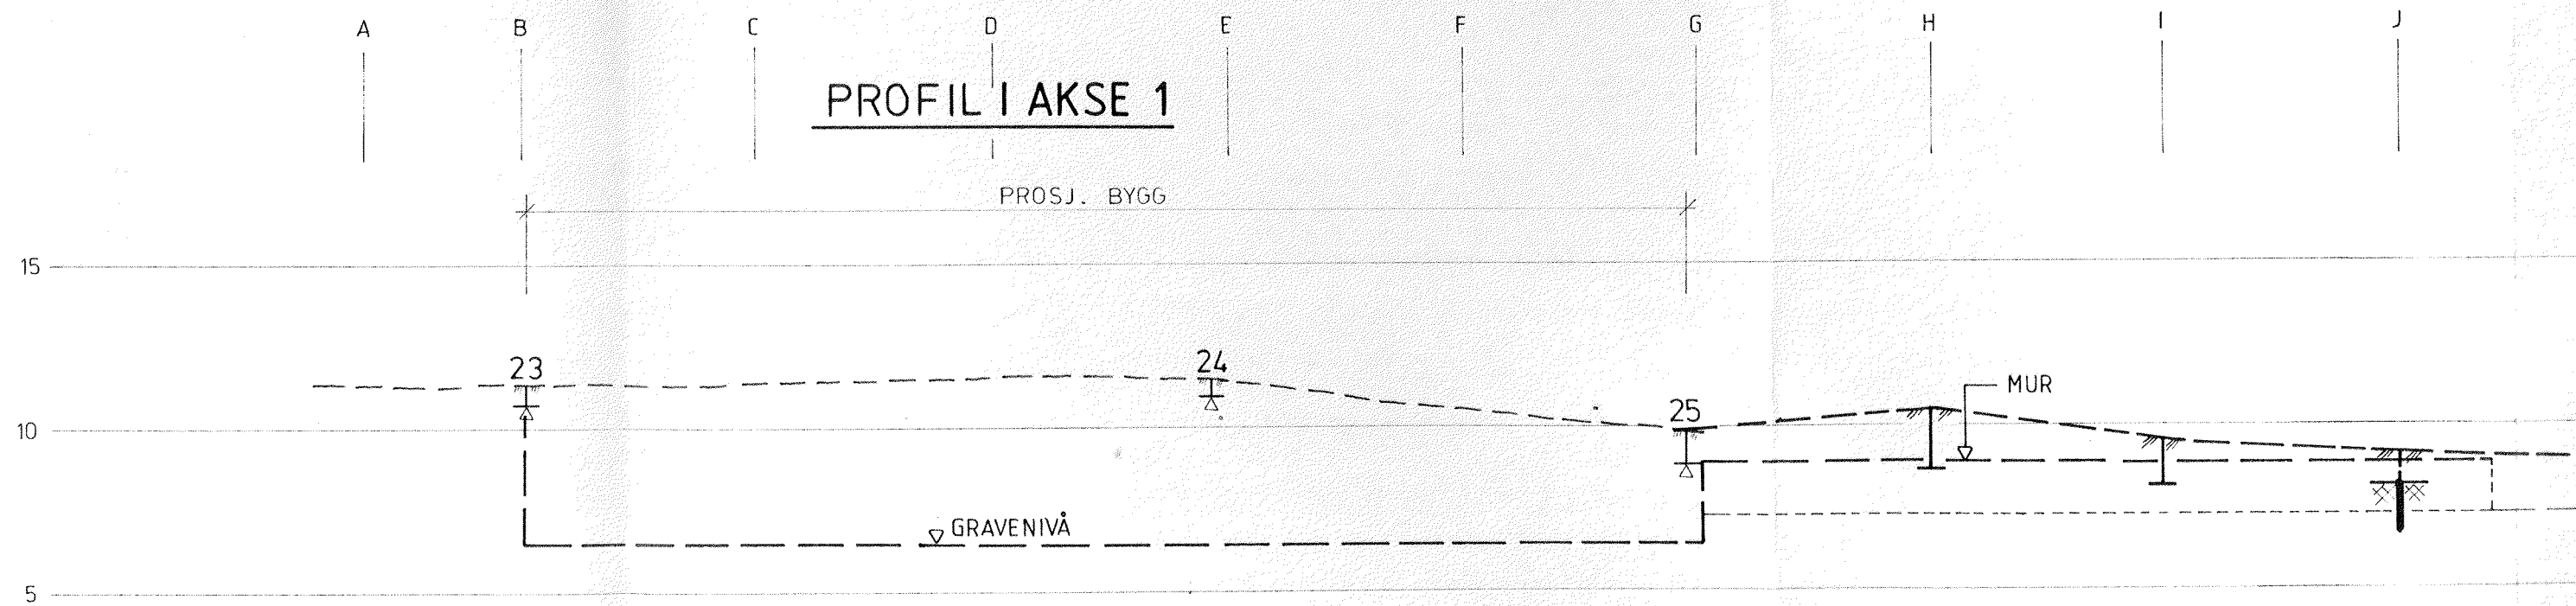 A B C D E F G H I J
PROFIL I AKSE 1
PROSJ. BYGG
15
23
24
25
MUR
10
GRAVENIVÅ
5